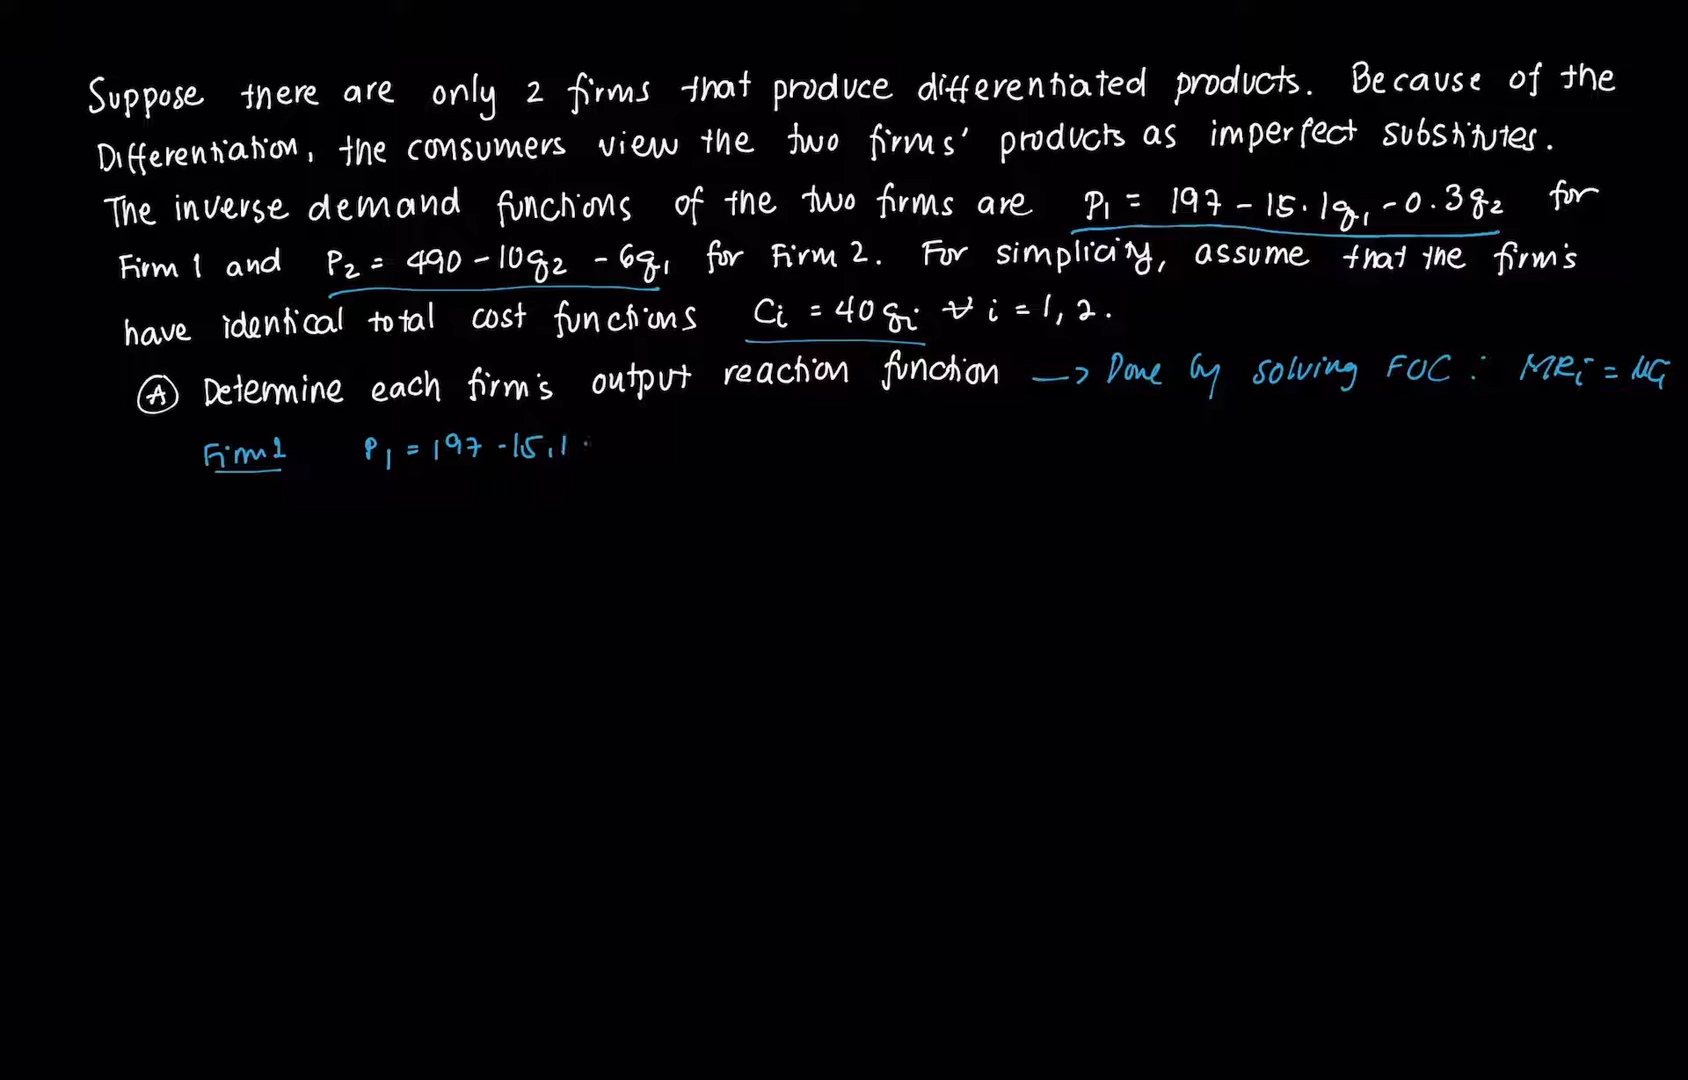 Suppose there are only 2 firms that produce differentiated products. Because of the
Differentiation, the consumers view the two firms' products as imperfect substitutes.
The inverse demand functions of the two firms are P₁ = 197 - 15.1q₁ - 0.3q₂ for
Firm 1 and P₂ = 490 - 10q₂ - 6q₁ for Firm 2. For simplicity, assume that the firm's
have identical total cost functions Cᵢ = 40qᵢ ∀ i = 1, 2.
Ⓐ Determine each firm's output reaction function → Done by solving FOC: MRᵢ = MCᵢ
Firm 1 P₁ = 197 - 15.1